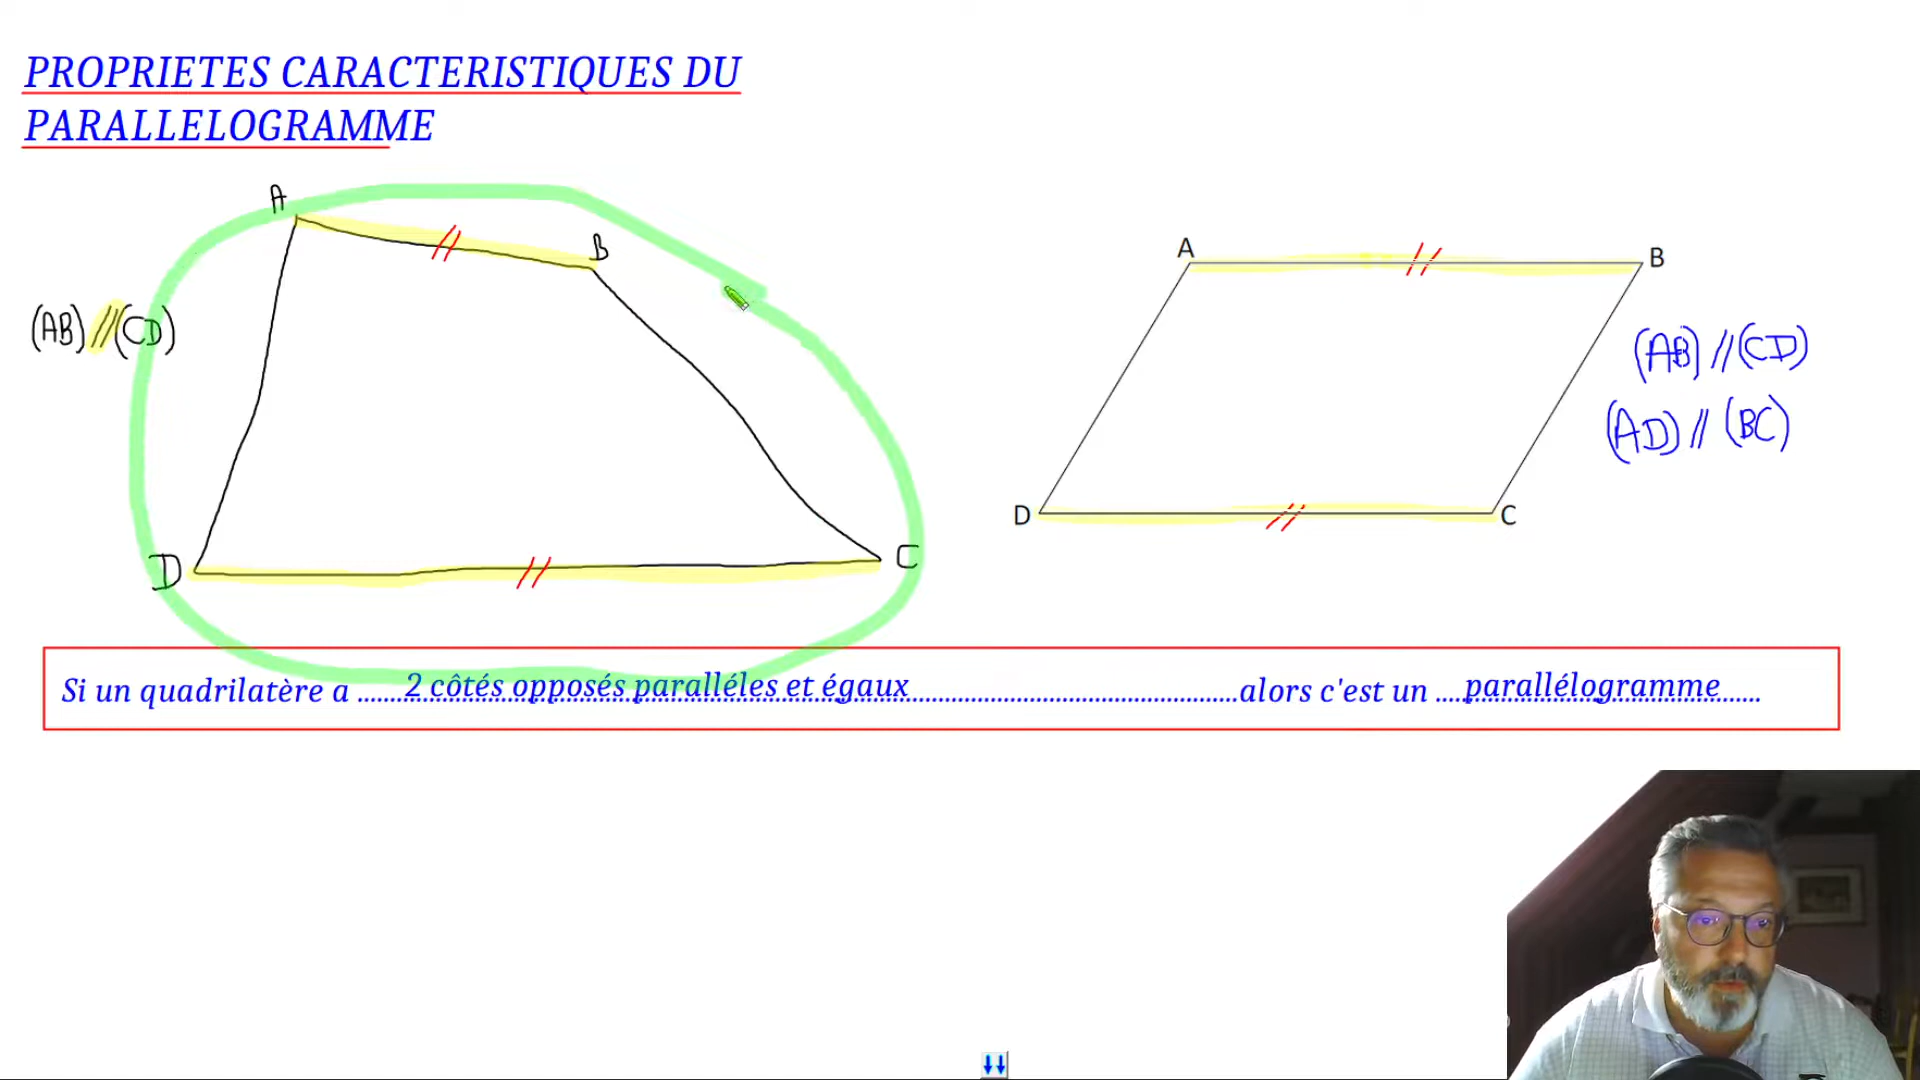 PROPRIETES CARACTERISTIQUES DU
PARALLELOGRAMME
A
B
(AB) // (CD)
D
C
A
B
(AB) // (CD)
(AD) // (BC)
D
C
Si un quadrilatère a ...... 2 côtés opposés paralléles et égaux ...... alors c'est un ...... parallélogramme ......